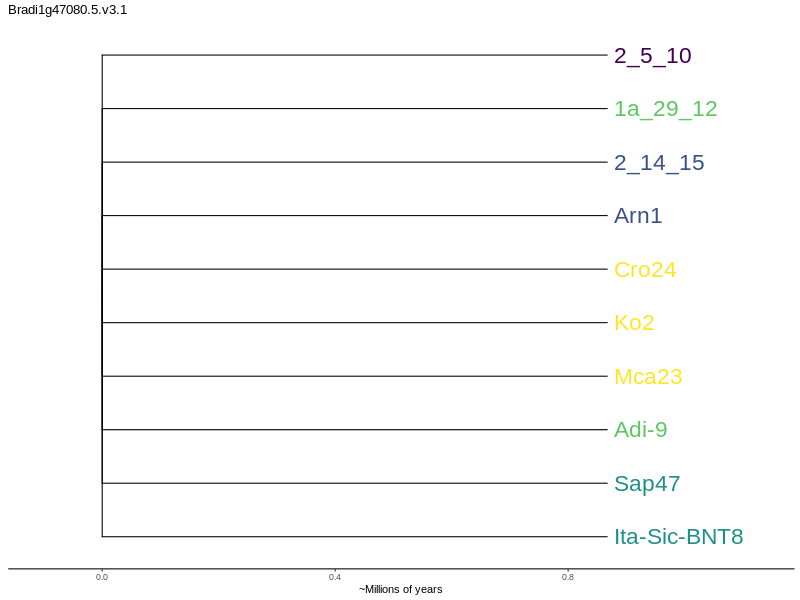 Bradi1g47080.5.v3.1
2_5_10
1a_29_12
2_14_15
Arn1
Cro24
Ko2
Mca23
Adi-9
Sap47
Ita-Sic-BNT8
0.0 0.4 0.8
~Millions of years